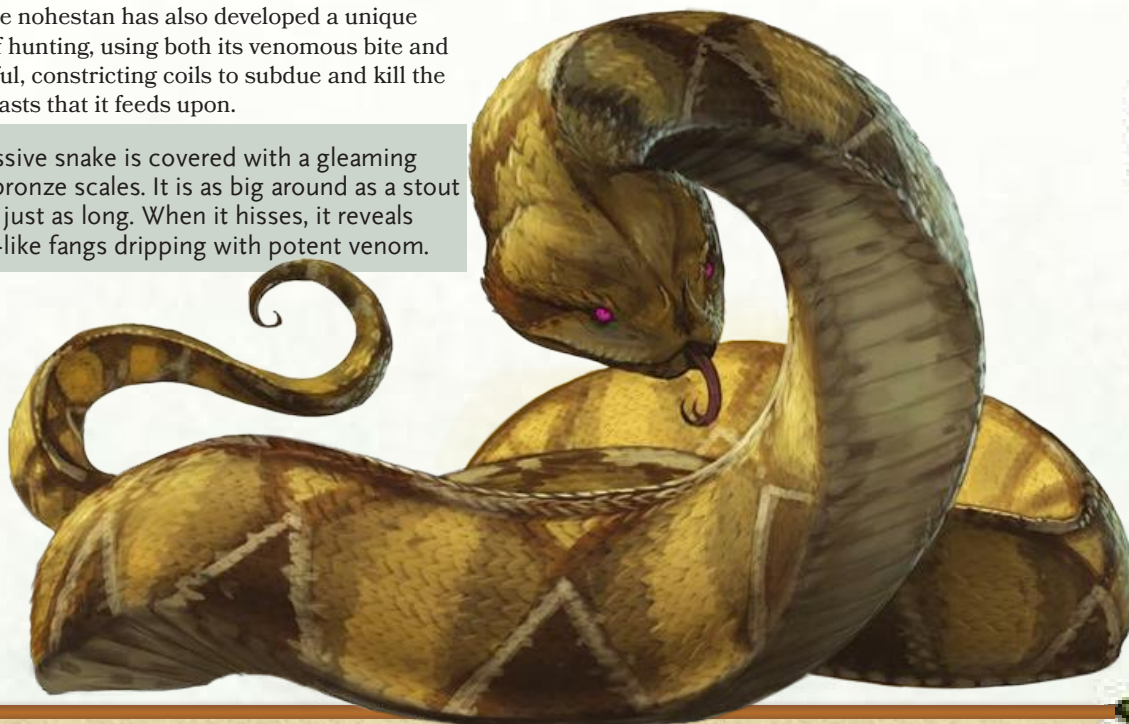 e nohestan has also developed a unique
f hunting, using both its venomous bite and
ful, constricting coils to subdue and kill the
asts that it feeds upon.
ssive snake is covered with a gleaming
bronze scales. It is as big around as a stout
just as long. When it hisses, it reveals
-like fangs dripping with potent venom.